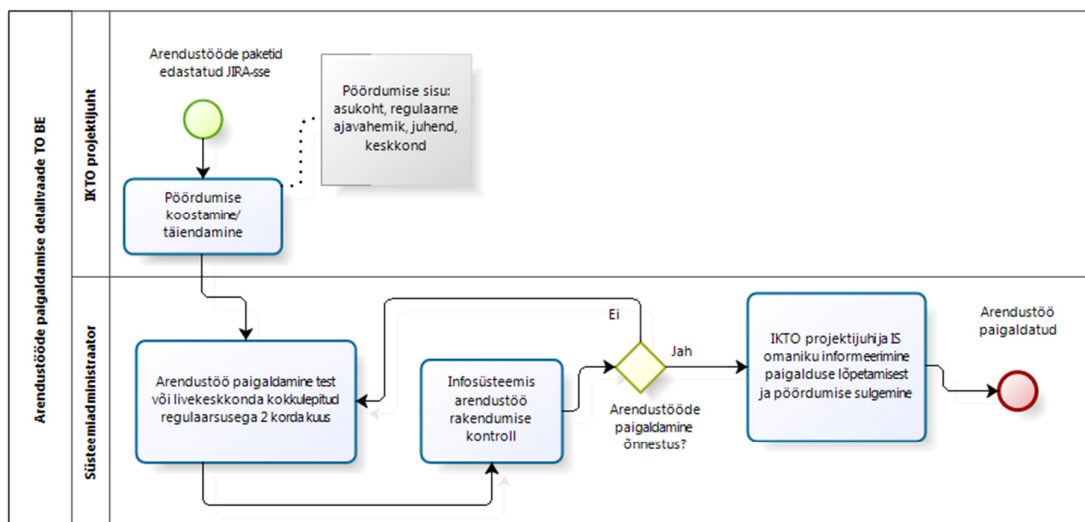 Arendustööde paigaldamise detailvaade TO BE
IKTO projektijuht
Arendustööde paketid
edastatud JIRA-sse
Pöördumise sisu:
asukoht, regulaarne
ajavahemik, juhend,
keskkond
Pöördumise
koostamine/
täiendamine
Süsteemiadministraator
Arendustöö paigaldamine test
või livekeskkonda kokkulepitud
regulaarsusega 2 korda kuus
Infosüsteemis
arendustöö
rakendumise
kontroll
Ei
Jah
Arendustööde
paigaldamine
õnnestus?
IKTO projektijuhija IS
omaniku informeerimine
paigalduse lõpetamisest
ja pöördumise sulgemine
Arendustöö
paigaldatud